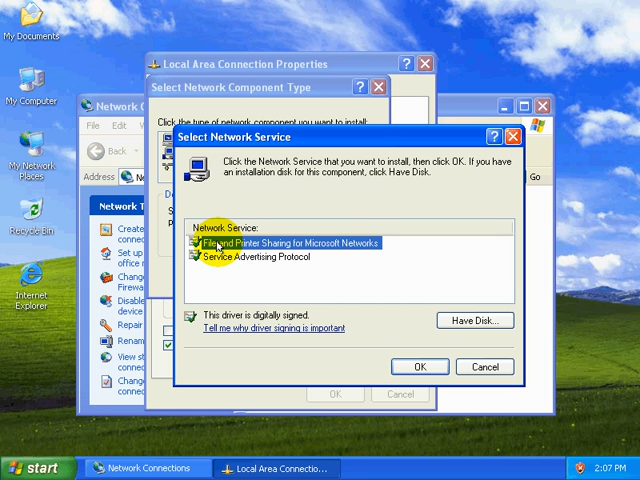 My Documents
My Computer
My Network
Places
Recycle Bin
Internet
Explorer
Local Area Connection Properties
Select Network Component Type
Click the type of network component you want to install:
Network C
File
Edit
Back
Address
Go
Network T
Create
connec
Set up
offic
Chang
Firewa
Disable
device
Repair
Renam
View st
connec
Chang
connec
OK
Cancel
Select Network Service
Click the Network Service that you want to install, then click OK. If you have
an installation disk for this component, click Have Disk.
Network Service:
File and Printer Sharing for Microsoft Networks
Service Advertising Protocol
This driver is digitally signed.
Tell me why driver signing is important
Have Disk...
OK
Cancel
start
Network Connections
Local Area Connectio...
2:07 PM